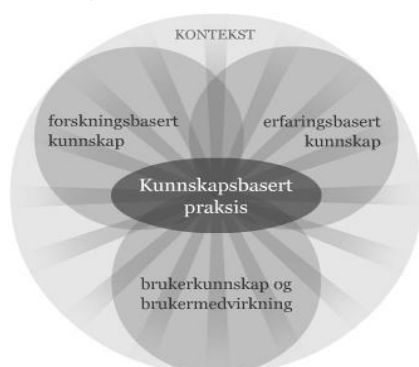 KONTEKST
forskningsbasert
kunnskap
erfaringsbasert
kunnskap
Kunnskapsbasert
praksis
brukerkunnskap og
brukermedvirkning